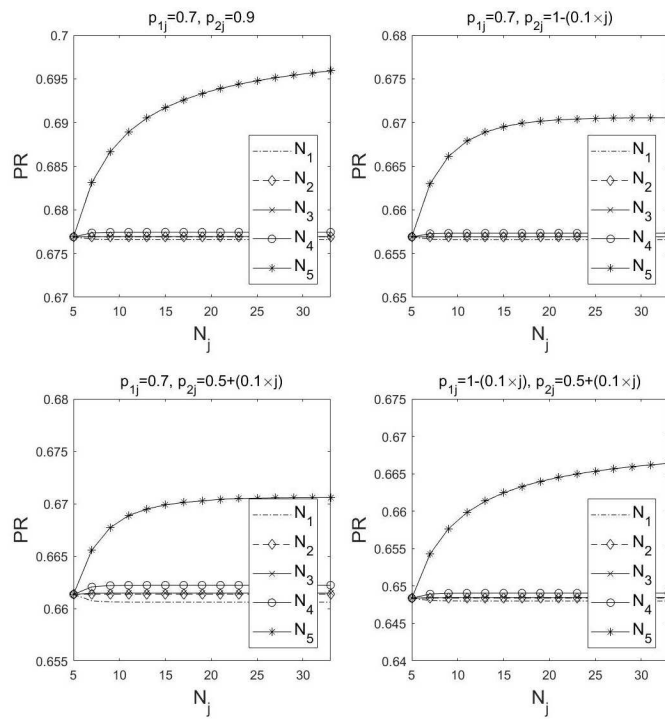 p1j=0.7, p2j=0.9
0.7
0.695
0.69
0.685
0.68
0.675
0.67
PR
5 10 15 20 25 30
Nj
N1
N2
N3
N4
N5
p1j=0.7, p2j=1-(0.1×j)
0.68
0.675
0.67
0.665
0.66
0.655
0.65
PR
5 10 15 20 25 30
Nj
N1
N2
N3
N4
N5
p1j=0.7, p2j=0.5+(0.1×j)
0.68
0.675
0.67
0.665
0.66
0.655
PR
5 10 15 20 25 30
Nj
N1
N2
N3
N4
N5
p1j=1-(0.1×j), p2j=0.5+(0.1×j)
0.675
0.67
0.665
0.66
0.655
0.65
0.645
0.64
PR
5 10 15 20 25 30
Nj
N1
N2
N3
N4
N5